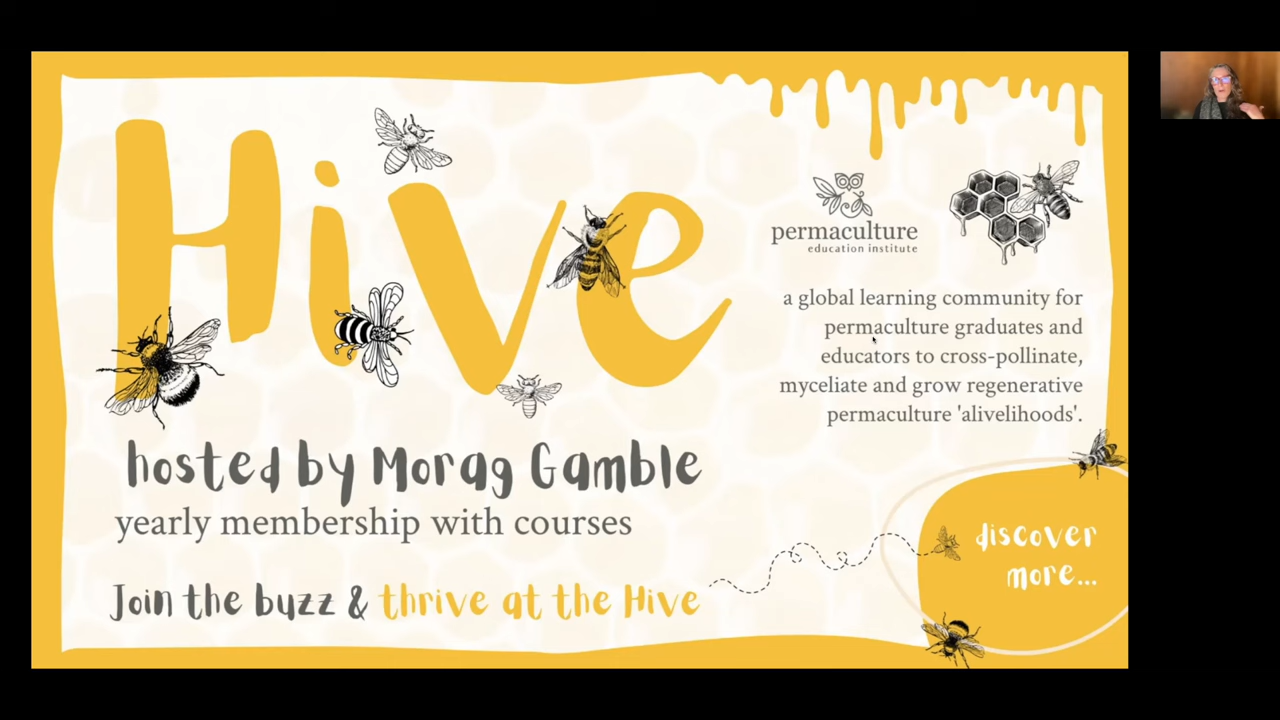 Hive
permaculture
education institute
a global learning community for
permaculture graduates and
educators to cross-pollinate,
myceliate and grow regenerative
permaculture 'alivelihoods'.
hosted by Morag Gamble
yearly membership with courses
Join the buzz & thrive at the Hive
discover
more...